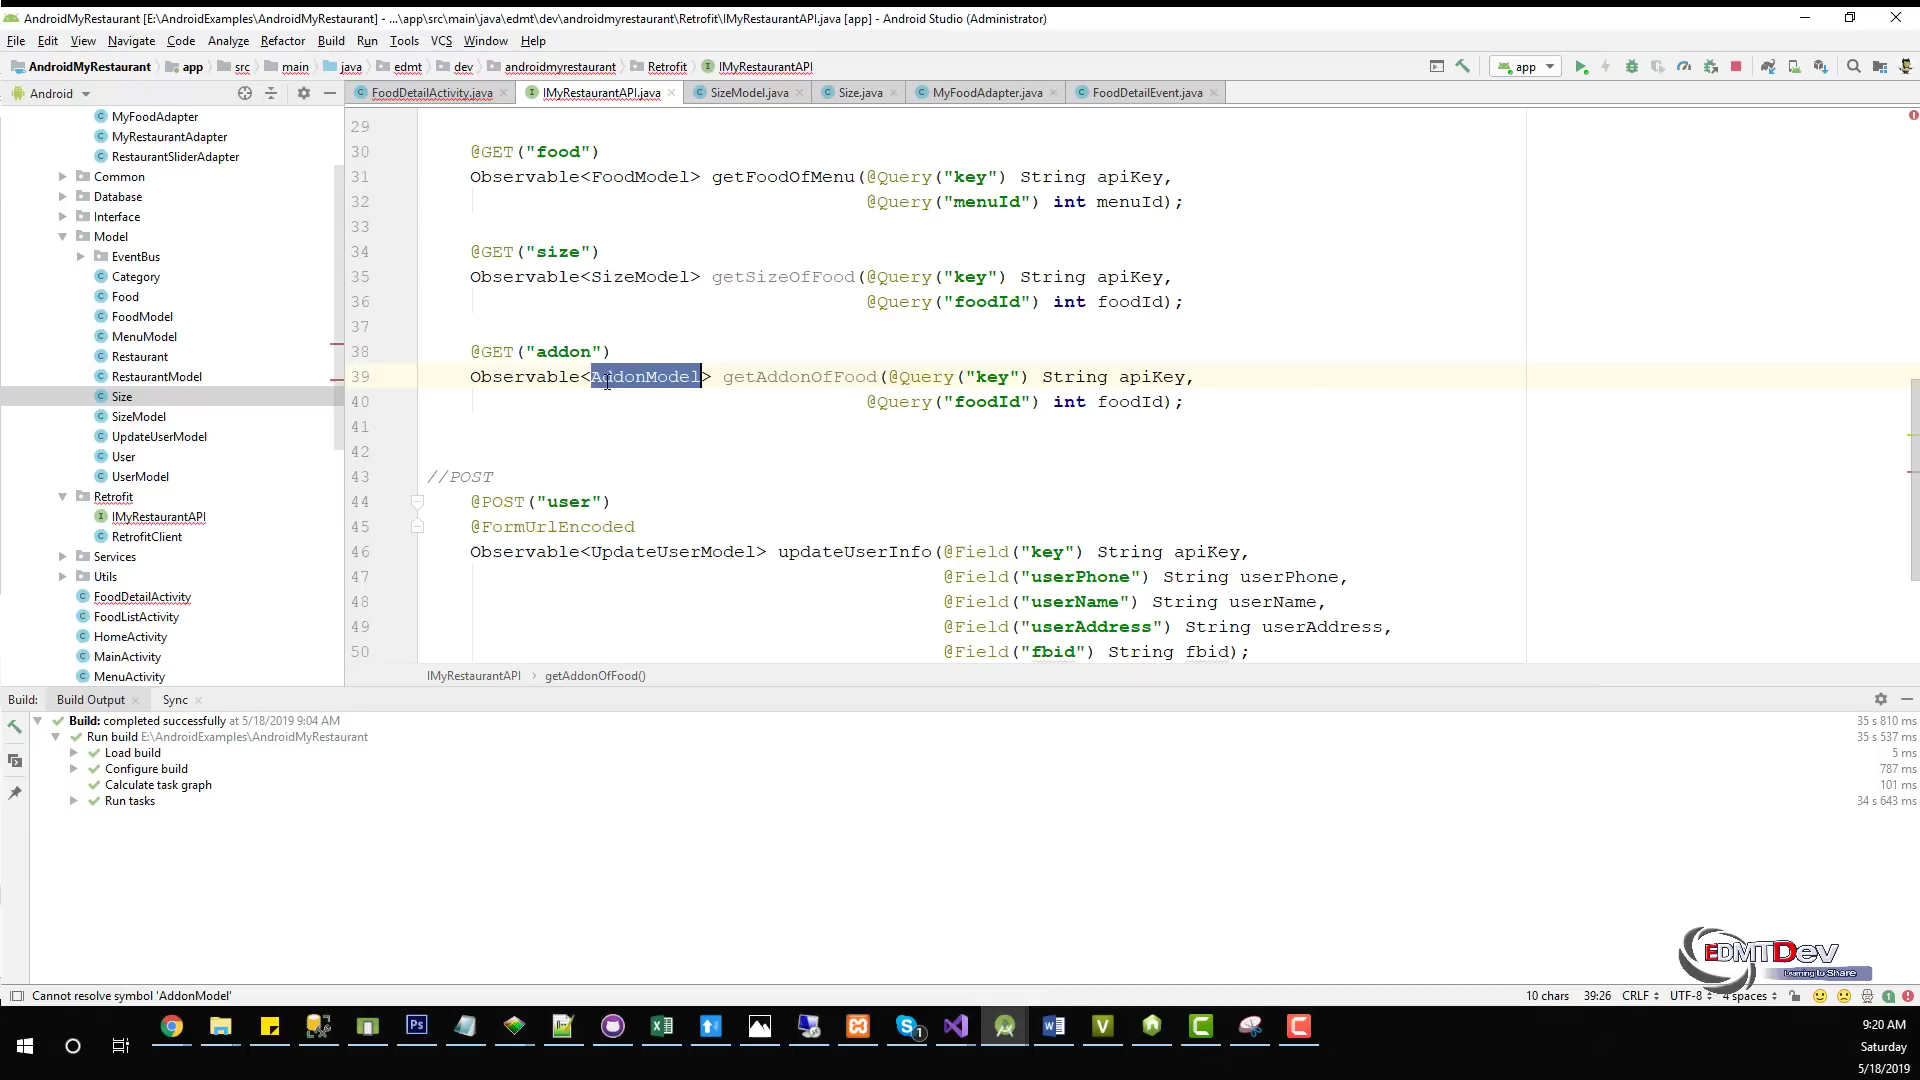 AndroidMyRestaurant [E:\AndroidExamples\AndroidMyRestaurant] - ...\app\src\main\java\edmt\dev\androidmyrestaurant\Retrofit\IMyRestaurantAPI.java [app] - Android Studio (Administrator)
File Edit View Navigate Code Analyze Refactor Build Run Tools VCS Window Help
AndroidMyRestaurant app src main java edmt dev androidmyrestaurant Retrofit IMyRestaurantAPI app
Android FoodDetailActivity.java IMyRestaurantAPI.java SizeModel.java Size.java MyFoodAdapter.java FoodDetailEvent.java
MyFoodAdapter
MyRestaurantAdapter
RestaurantSliderAdapter
Common
Database
Interface
Model
EventBus
Category
Food
FoodModel
MenuModel
Restaurant
RestaurantModel
Size
SizeModel
UpdateUserModel
User
UserModel
Retrofit
IMyRestaurantAPI
RetrofitClient
Services
Utils
FoodDetailActivity
FoodListActivity
HomeActivity
MainActivity
MenuActivity
29
30 @GET("food")
31 Observable<FoodModel> getFoodOfMenu(@Query("key") String apiKey,
32 @Query("menuId") int menuId);
33
34 @GET("size")
35 Observable<SizeModel> getSizeOfFood(@Query("key") String apiKey,
36 @Query("foodId") int foodId);
37
38 @GET("addon")
39 Observable<AddonModel> getAddonOfFood(@Query("key") String apiKey,
40 @Query("foodId") int foodId);
41
42
43 //POST
44 @POST("user")
45 @FormUrlEncoded
46 Observable<UpdateUserModel> updateUserInfo(@Field("key") String apiKey,
47 @Field("userPhone") String userPhone,
48 @Field("userName") String userName,
49 @Field("userAddress") String userAddress,
50 @Field("fbid") String fbid);
IMyRestaurantAPI › getAddonOfFood()
Build: Build Output Sync
Build: completed successfully at 5/18/2019 9:04 AM 35 s 810 ms
Run build E:\AndroidExamples\AndroidMyRestaurant 35 s 537 ms
Load build 5 ms
Configure build 787 ms
Calculate task graph 101 ms
Run tasks 34 s 643 ms
EDMTDev
Learning to Share
Cannot resolve symbol 'AddonModel' 10 chars 39:26 CRLF UTF-8 4 spaces 1
Ps 1 V
9:20 AM
Saturday
5/18/2019